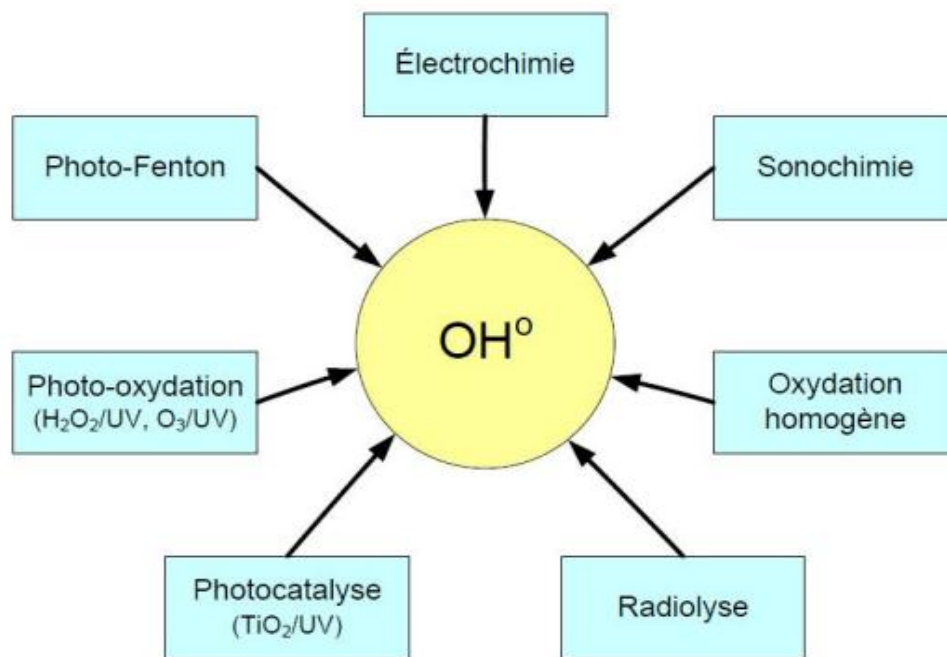 Électrochimie
Photo-Fenton
Sonochimie
OH°
Photo-oxydation
(H₂O₂/UV, O₃/UV)
Oxydation
homogène
Photocatalyse
(TiO₂/UV)
Radiolyse